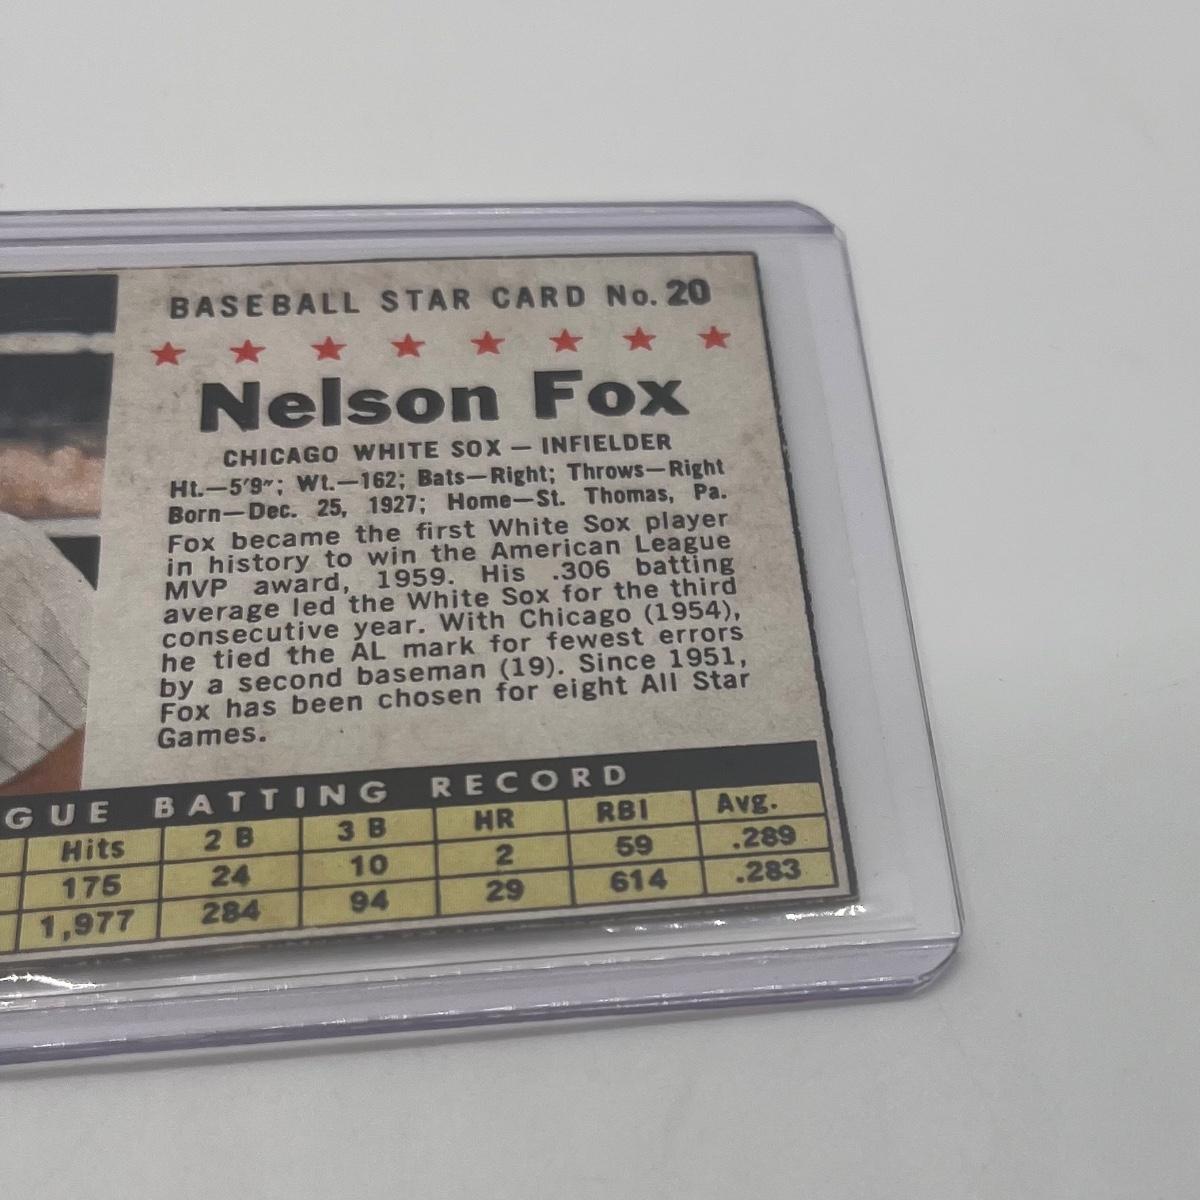 BASEBALL STAR CARD No. 20
Nelson Fox
CHICAGO WHITE SOX — INFIELDER
Ht.—5'9"; Wt.—162; Bats—Right; Throws—Right
Born—Dec. 25, 1927; Home—St. Thomas, Pa.
Fox became the first White Sox player
in history to win the American League
MVP award, 1959. His .306 batting
average led the White Sox for the third
consecutive year. With Chicago (1954),
he tied the AL mark for fewest errors
by a second baseman (19). Since 1951,
Fox has been chosen for eight All Star
Games.
GUE BATTING RECORD
Hits 2 B 3 B HR RBI Avg.
175 24 10 2 59 .289
1,977 284 94 29 614 .283